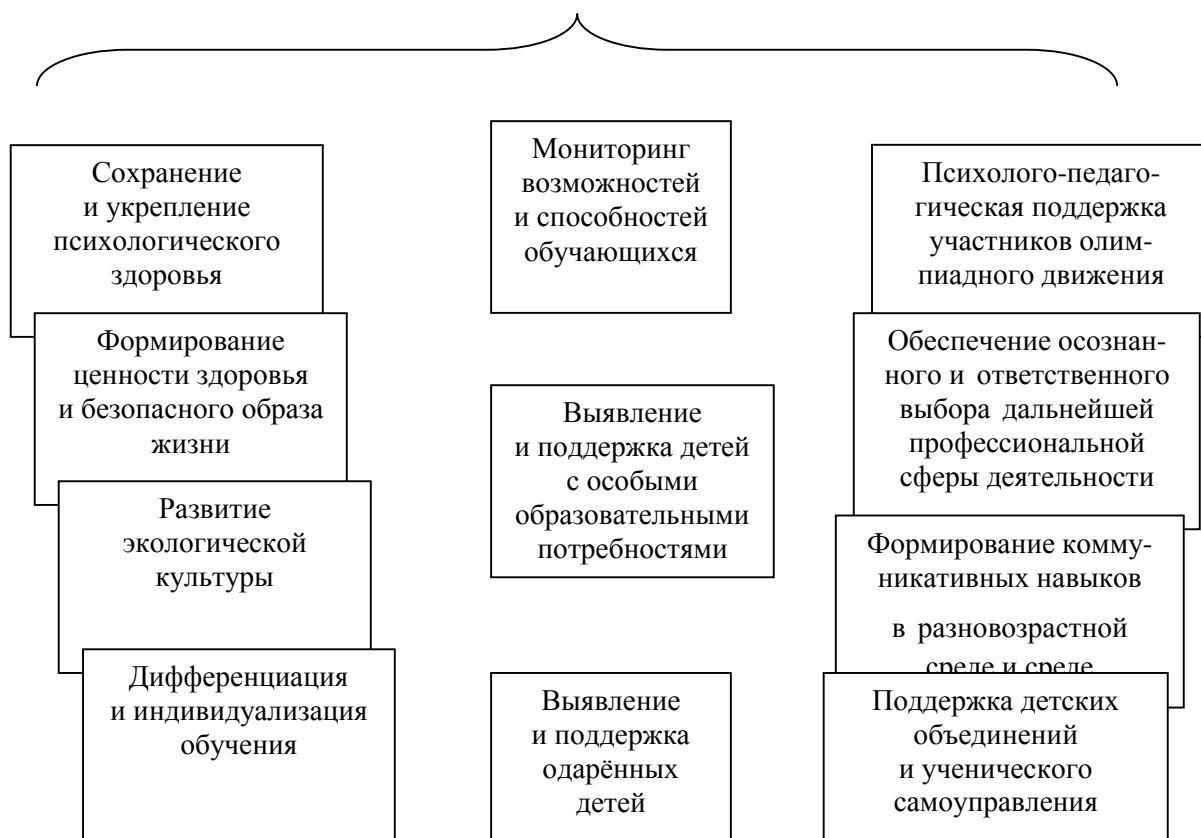 Сохранение
и укрепление
психологического
здоровья
Формирование
ценности здоровья
и безопасного образа
жизни
Развитие
экологической
культуры
Дифференциация
и индивидуализация
обучения
Мониторинг
возможностей
и способностей
обучающихся
Выявление
и поддержка детей
с особыми
образовательными
потребностями
Выявление
и поддержка
одарённых
детей
Психолого-педаго-
гическая поддержка
участников олим-
пиадного движения
Обеспечение осознан-
ного и ответственного
выбора дальнейшей
профессиональной
сферы деятельности
Формирование комму-
никативных навыков
в разновозрастной
среде и среде
Поддержка детских
объединений
и ученического
самоуправления